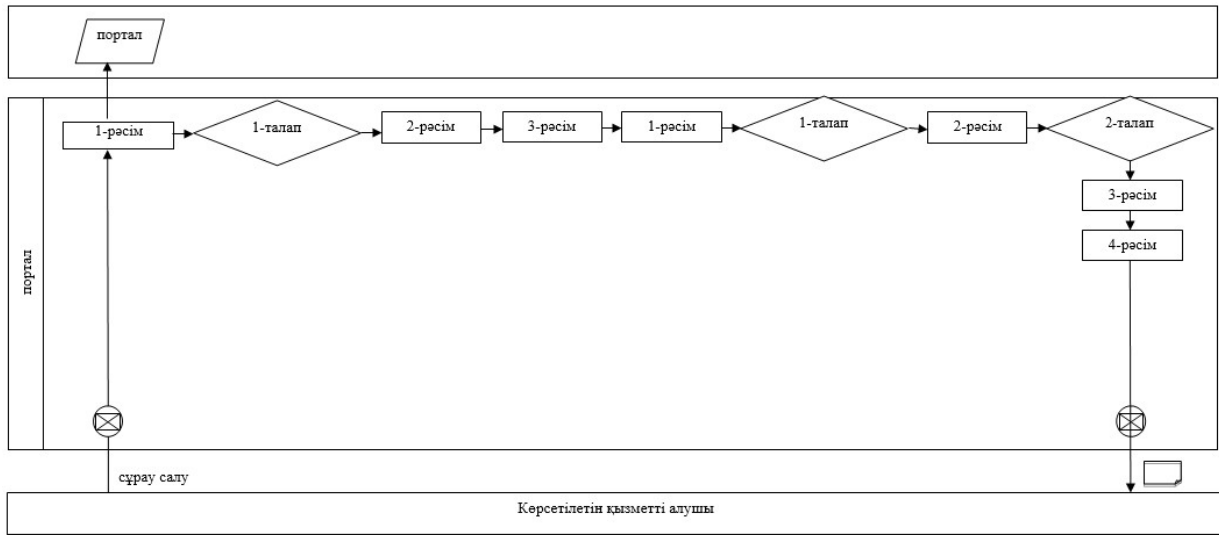 портал
1-рәсім
1-талап
2-рәсім
3-рәсім
1-рәсім
1-талап
2-рәсім
2-талап
3-рәсім
4-рәсім
портал
сұрау салу
Көрсетілетін қызметті алушы